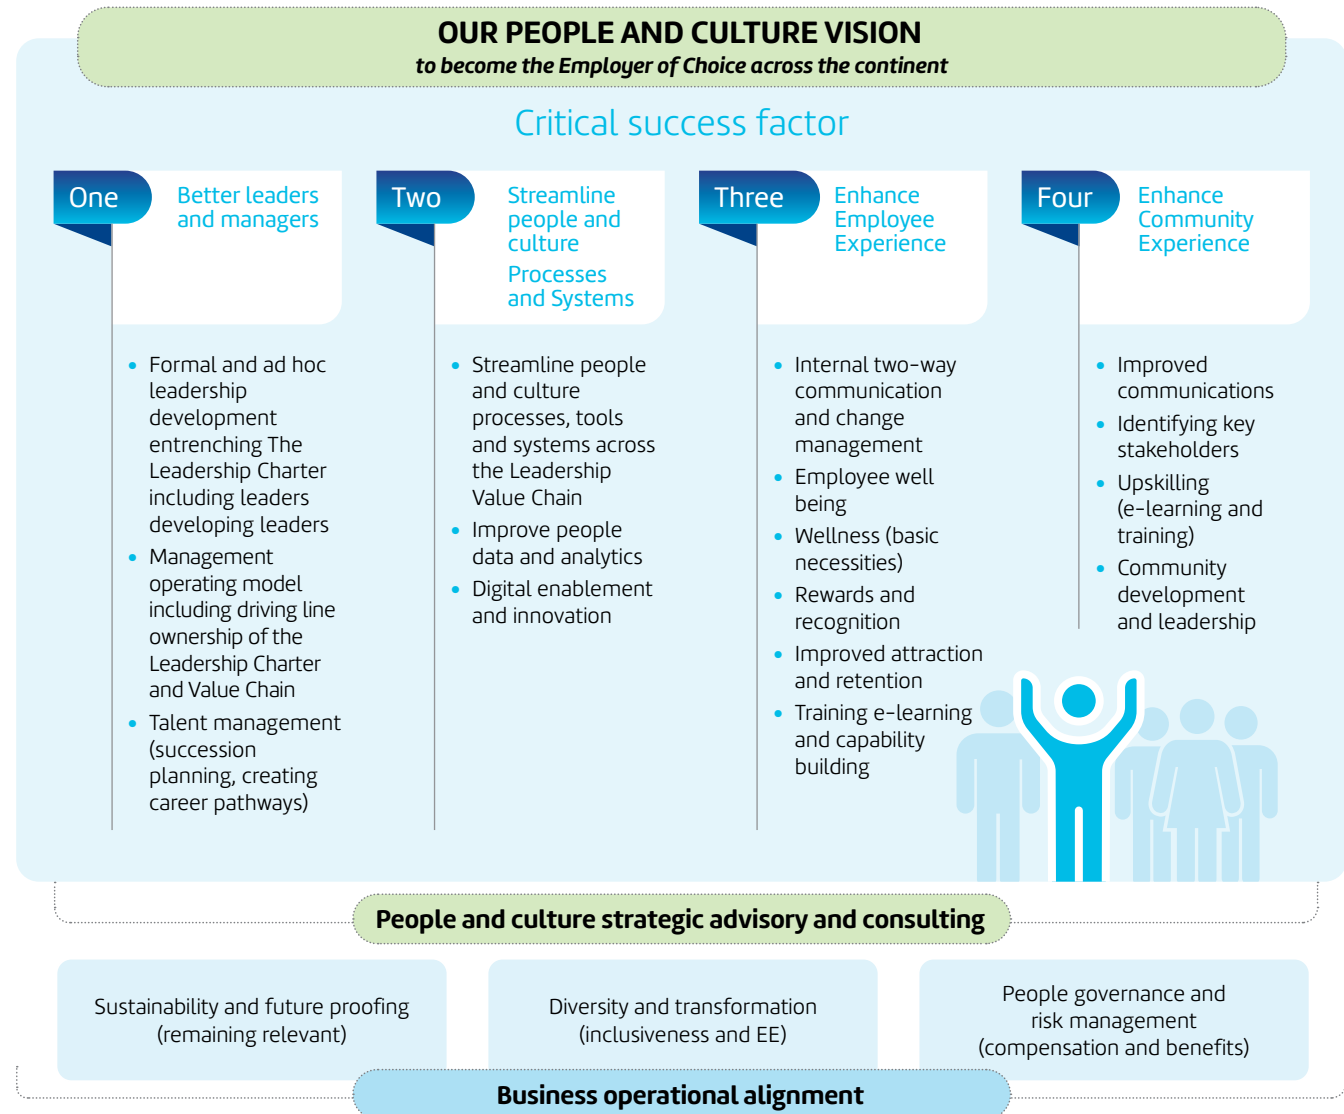 OUR PEOPLE AND CULTURE VISION
to become the Employer of Choice across the continent
Critical success factor
One
Better leaders
and managers
• Formal and ad hoc
leadership
development
entrenching The
Leadership Charter
including leaders
developing leaders
• Management
operating model
including driving line
ownership of the
Leadership Charter
and Value Chain
• Talent management
(succession
planning, creating
career pathways)
Two
Streamline
people and
culture
Processes
and Systems
• Streamline people
and culture
processes, tools
and systems across
the Leadership
Value Chain
• Improve people
data and analytics
• Digital enablement
and innovation
Three
Enhance
Employee
Experience
• Internal two-way
communication
and change
management
• Employee well
being
• Wellness (basic
necessities)
• Rewards and
recognition
• Improved attraction
and retention
• Training e-learning
and capability
building
Four
Enhance
Community
Experience
• Improved
communications
• Identifying key
stakeholders
• Upskilling
(e-learning and
training)
• Community
development
and leadership
People and culture strategic advisory and consulting
Sustainability and future proofing
(remaining relevant)
Diversity and transformation
(inclusiveness and EE)
People governance and
risk management
(compensation and benefits)
Business operational alignment